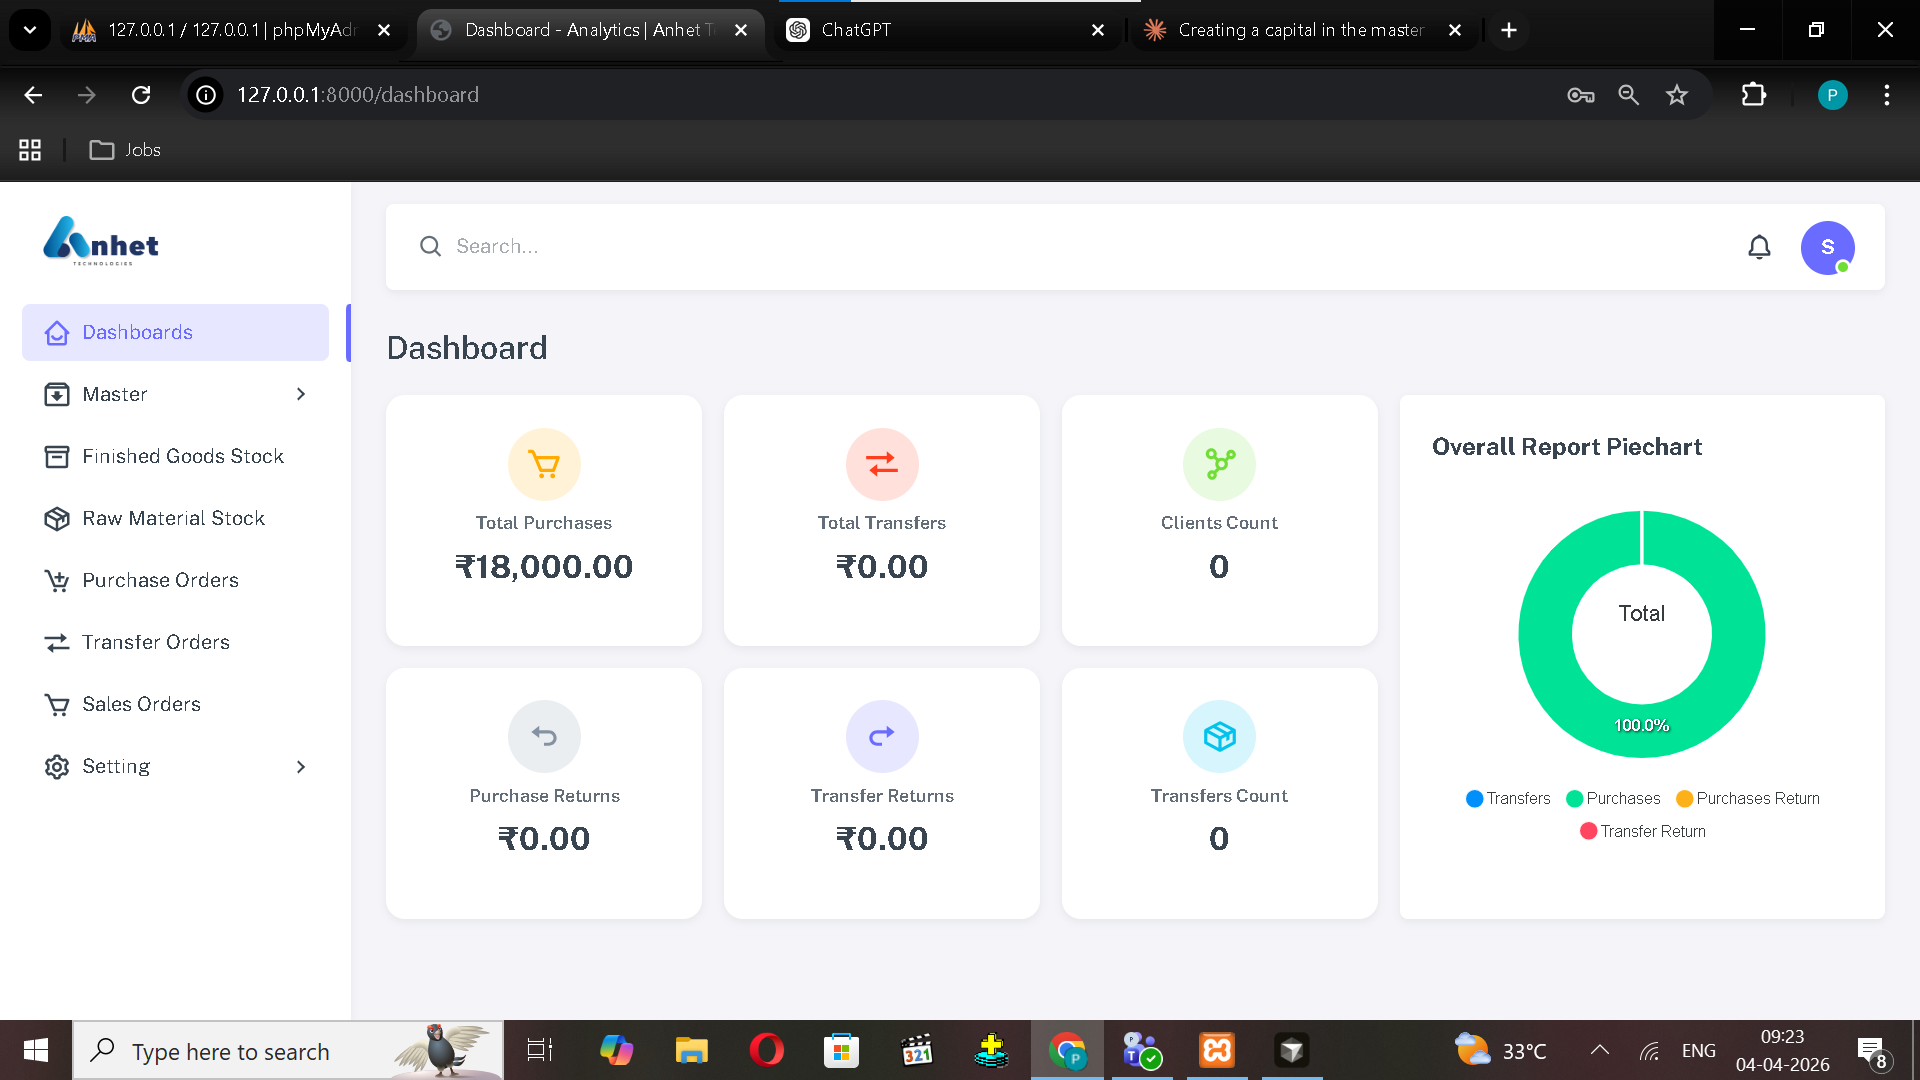 127.0.0.1 / 127.0.0.1 | phpMyAdr
Dashboard - Analytics | Anhet T
ChatGPT
Creating a capital in the master
127.0.0.1:8000/dashboard
P
Jobs
Anhet
TECHNOLOGIES
Search...
S
Dashboards
Master
Finished Goods Stock
Raw Material Stock
Purchase Orders
Transfer Orders
Sales Orders
Setting
Dashboard
Total Purchases
₹18,000.00
Total Transfers
₹0.00
Clients Count
0
Purchase Returns
₹0.00
Transfer Returns
₹0.00
Transfers Count
0
Overall Report Piechart
Total
100.0%
Transfers
Purchases
Purchases Return
Transfer Return
Type here to search
321
P
33°C
ENG
09:23
04-04-2026
8